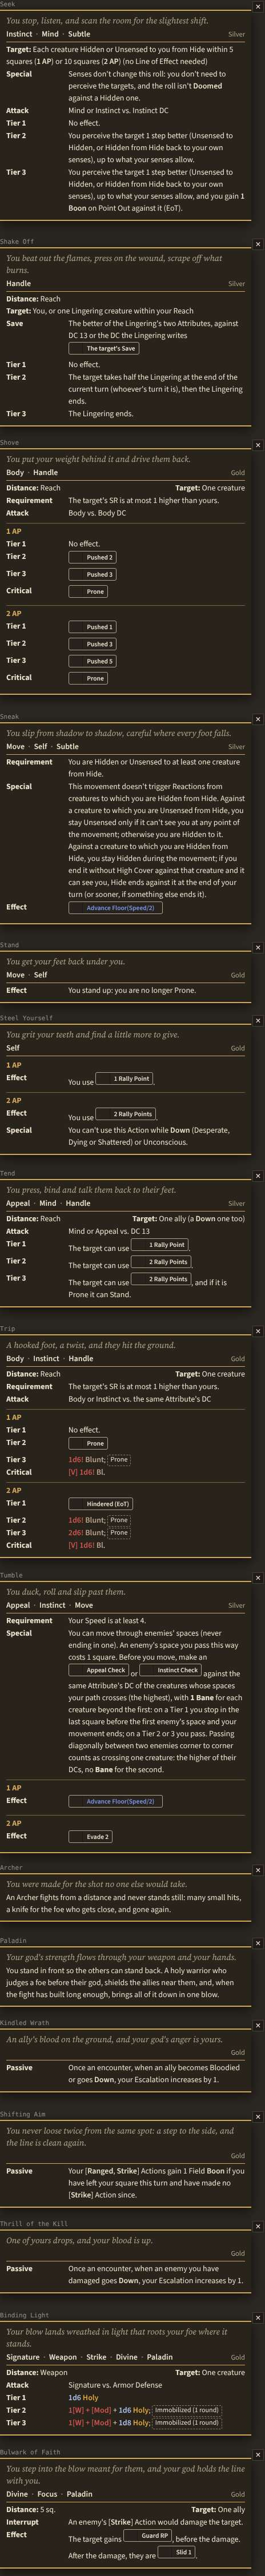 Seek
You stop, listen, and scan the room for the slightest shift.
Instinct · Mind · Subtle Silver
Target: Each creature Hidden or Unsensed to you from Hide within 5
squares (1 AP) or 10 squares (2 AP) (no Line of Effect needed)
Special Senses don't change this roll: you don't need to
perceive the targets, and the roll isn't Doomed
against a Hidden one.
Attack Mind or Instinct vs. Instinct DC
Tier 1 No effect.
Tier 2 You perceive the target 1 step better (Unsensed to
Hidden, or Hidden from Hide back to your own
senses), up to what your senses allow.
Tier 3 You perceive the target 1 step better (Unsensed to
Hidden, or Hidden from Hide back to your own
senses), up to what your senses allow, and you gain 1
Boon on Point Out against it (EoT).
Shake Off
You beat out the flames, press on the wound, scrape off what
burns.
Handle Silver
Distance: Reach
Target: You, or one Lingering creature within your Reach
Save The better of the Lingering's two Attributes, against
DC 13 or the DC the Lingering writes
The target's Save
Tier 1 No effect.
Tier 2 The target takes half the Lingering at the end of the
current turn (whoever's turn it is), then the Lingering
ends.
Tier 3 The Lingering ends.
Shove
You put your weight behind it and drive them back.
Body · Handle Gold
Distance: Reach Target: One creature
Requirement The target's SR is at most 1 higher than yours.
Attack Body vs. Body DC
1 AP
Tier 1 No effect.
Tier 2 Pushed 2
Tier 3 Pushed 3
Critical Prone
2 AP
Tier 1 Pushed 1
Tier 2 Pushed 3
Tier 3 Pushed 5
Critical Prone
Sneak
You slip from shadow to shadow, careful where every foot falls.
Move · Self · Subtle Silver
Requirement You are Hidden or Unsensed to at least one creature
from Hide.
Special This movement doesn't trigger Reactions from
creatures to which you are Hidden from Hide. Against
a creature to which you are Unsensed from Hide, you
stay Unsensed only if it can't see you at any point of
the movement; otherwise you are Hidden to it.
Against a creature to which you are Hidden from
Hide, you stay Hidden during the movement; if you
end it without High Cover against that creature and it
can see you, Hide ends against it at the end of your
turn (or sooner, if something else ends it).
Effect Advance Floor(Speed/2)
Stand
You get your feet back under you.
Move · Self Gold
Effect You stand up: you are no longer Prone.
Steel Yourself
You grit your teeth and find a little more to give.
Self Gold
1 AP
Effect You use 1 Rally Point.
2 AP
Effect You use 2 Rally Points.
Special You can't use this Action while Down (Desperate,
Dying or Shattered) or Unconscious.
Tend
You press, bind and talk them back to their feet.
Appeal · Mind · Handle Silver
Distance: Reach Target: One ally (a Down one too)
Attack Mind or Appeal vs. DC 13
Tier 1 The target can use 1 Rally Point.
Tier 2 The target can use 2 Rally Points.
Tier 3 The target can use 2 Rally Points, and if it is
Prone it can Stand.
Trip
A hooked foot, a twist, and they hit the ground.
Body · Instinct · Handle Gold
Distance: Reach Target: One creature
Requirement The target's SR is at most 1 higher than yours.
Attack Body or Instinct vs. the same Attribute's DC
1 AP
Tier 1 No effect.
Tier 2 Prone
Tier 3 1d6! Blunt; Prone
Critical [V] 1d6! Bl.
2 AP
Tier 1 Hindered (EoT)
Tier 2 1d6! Blunt; Prone
Tier 3 2d6! Blunt; Prone
Critical [V] 1d6! Bl.
Tumble
You duck, roll and slip past them.
Appeal · Instinct · Move Silver
Requirement Your Speed is at least 4.
Special You can move through enemies' spaces (never
ending in one). An enemy's space you pass this way
costs 1 square. Before you move, make an
Appeal Check or Instinct Check against the
same Attribute's DC of the creatures whose spaces
your path crosses (the highest), with 1 Bane for each
creature beyond the first: on a Tier 1 you stop in the
last square before the first enemy's space and your
movement ends; on a Tier 2 or 3 you pass. Passing
diagonally between two enemies corner to corner
counts as crossing one creature: the higher of their
DCs, no Bane for the second.
1 AP
Effect Advance Floor(Speed/2)
2 AP
Effect Evade 2
Archer
You were made for the shot no one else would take.
An Archer fights from a distance and never stands still: many small hits,
a knife for the foe who gets close, and gone again.
Paladin
Your god's strength flows through your weapon and your hands.
You stand in front so the others can stand back. A holy warrior who
judges a foe before their god, shields the allies near them, and, when
the fight has built long enough, brings all of it down in one blow.
Kindled Wrath
An ally's blood on the ground, and your god's anger is yours.
Gold
Passive Once an encounter, when an ally becomes Bloodied
or goes Down, your Escalation increases by 1.
Shifting Aim
You never loose twice from the same spot: a step to the side, and
the line is clean again.
Gold
Passive Your [Ranged, Strike] Actions gain 1 Field Boon if you
have left your square this turn and have made no
[Strike] Action since.
Thrill of the Kill
One of yours drops, and your blood is up.
Gold
Passive Once an encounter, when an enemy you have
damaged goes Down, your Escalation increases by 1.
Binding Light
Your blow lands wreathed in light that roots your foe where it
stands.
Signature · Weapon · Strike · Divine · Paladin Gold
Distance: Weapon Target: One creature
Attack Signature vs. Armor Defense
Tier 1 1d6 Holy
Tier 2 1[W] + [Mod] + 1d6 Holy; Immobilized (1 round)
Tier 3 1[W] + [Mod] + 1d8 Holy; Immobilized (1 round)
Bulwark of Faith
You step into the blow meant for them, and your god holds the line
with you.
Divine · Focus · Paladin Gold
Distance: 5 sq. Target: One ally
Interrupt An enemy's [Strike] Action would damage the target.
Effect The target gains Guard RP, before the damage.
After the damage, they are Slid 1.